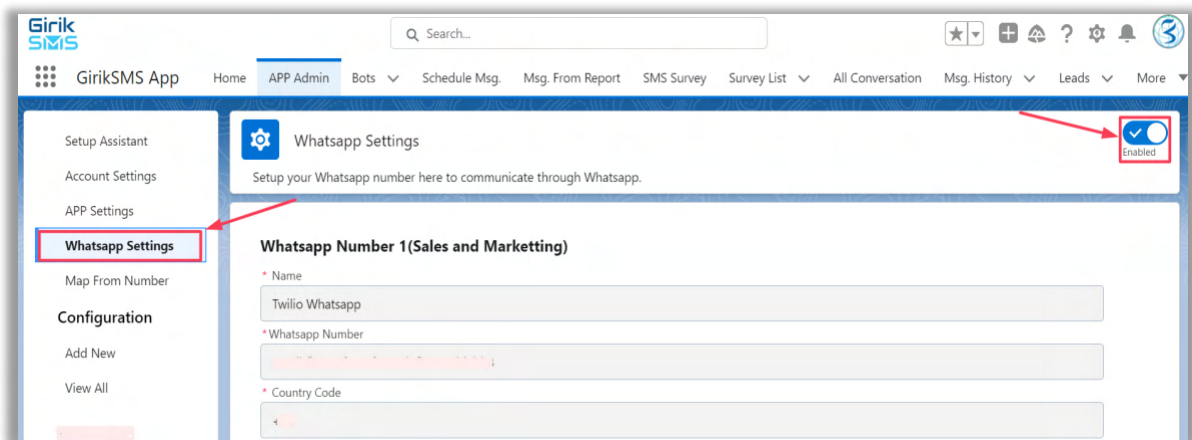 Girik
SMS
Search...
GirikSMS App Home APP Admin Bots Schedule Msg. Msg. From Report SMS Survey Survey List All Conversation Msg. History Leads More
Setup Assistant
Account Settings
APP Settings
Whatsapp Settings
Map From Number
Configuration
Add New
View All
Whatsapp Settings
Enabled
Setup your Whatsapp number here to communicate through Whatsapp.
Whatsapp Number 1(Sales and Marketting)
* Name
Twilio Whatsapp
*Whatsapp Number
* Country Code